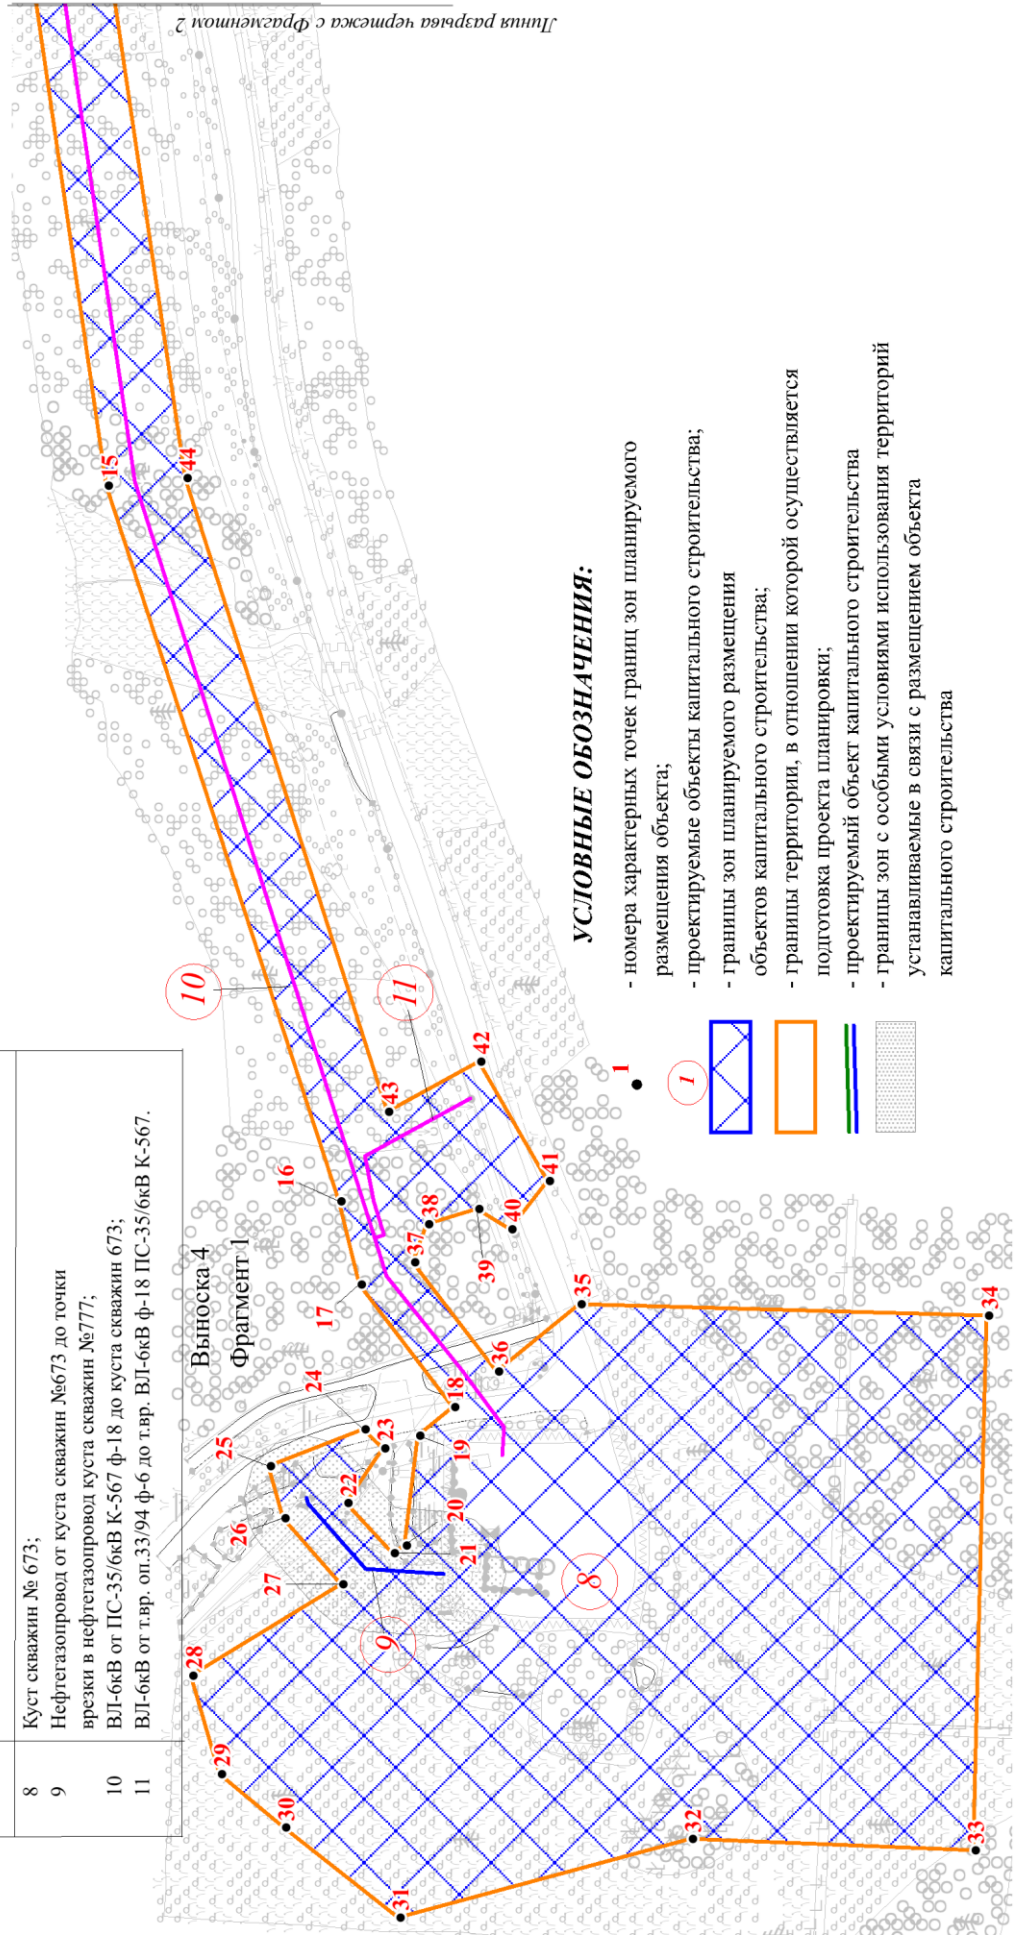 8 Куст скважин № 673;
9 Нефтегазопровод от куста скважин №673 до точки
врезки в нефтегазопровод куста скважин №777;
10 ВЛ-6кВ от ПС-35/6кВ К-567 ф-18 до куста скважин 673;
11 ВЛ-6кВ от т.вр. оп.33/94 ф-6 до т.вр. ВЛ-6кВ ф-18 ПС-35/6кВ К-567.
Выноска 4
Фрагмент 1
Линия разрыва чертежа с Фрагментом 2
15
44
10
11
16
43
42
17
37
38
39
40
41
24
25
18
36
35
23
19
22
26
20
21
27
28
9
8
34
29
30
31
32
33
УСЛОВНЫЕ ОБОЗНАЧЕНИЯ:
1 - номера характерных точек границ зон планируемого
размещения объекта;
1 - проектируемые объекты капитального строительства;
- границы зон планируемого размещения
объектов капитального строительства;
- границы территории, в отношении которой осуществляется
подготовка проекта планировки;
- проектируемый объект капитального строительства
- границы зон с особыми условиями использования территорий
устанавливаемые в связи с размещением объекта
капитального строительства